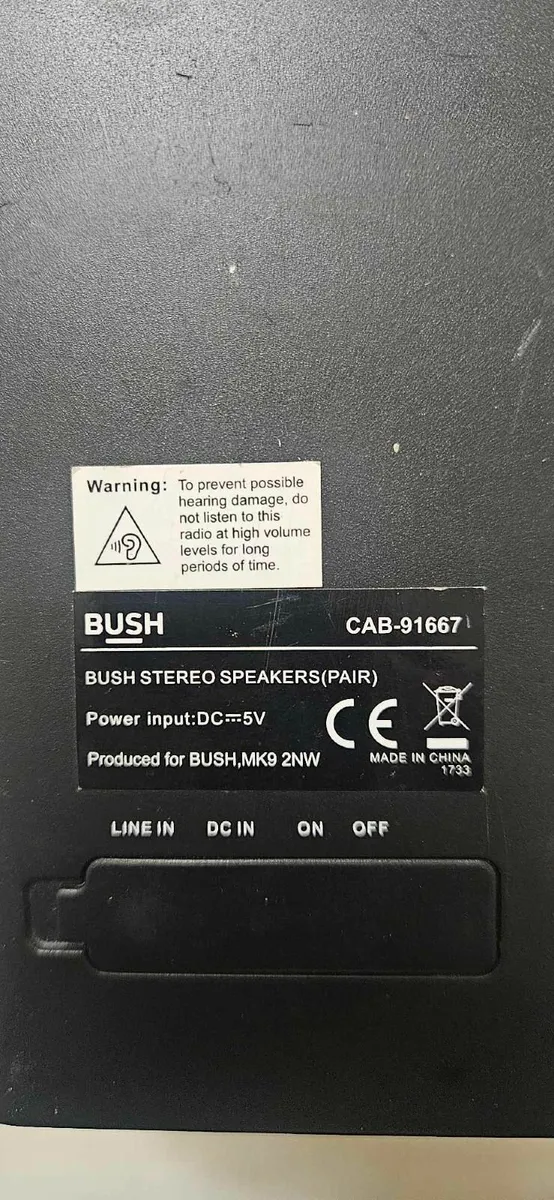 Warning: To prevent possible
hearing damage, do
not listen to this
radio at high volume
levels for long
periods of time.
BUSH CAB-91667
BUSH STEREO SPEAKERS(PAIR)
Power input:DC⎓5V
Produced for BUSH,MK9 2NW
CE
MADE IN CHINA
1733
LINE IN DC IN ON OFF